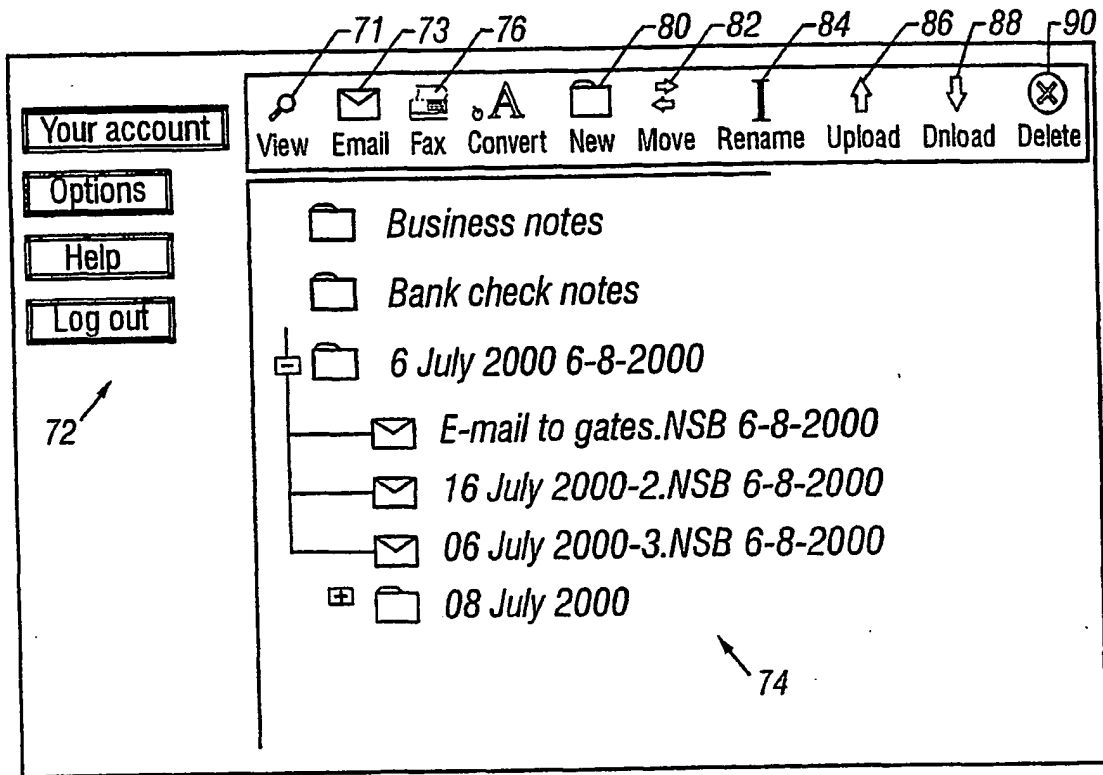 71 73 76 80 82 84 86 88 90
View Email Fax Convert New Move Rename Upload Dnload Delete
Your account
Options
Help
Log out
72
Business notes
Bank check notes
6 July 2000 6-8-2000
E-mail to gates.NSB 6-8-2000
16 July 2000-2.NSB 6-8-2000
06 July 2000-3.NSB 6-8-2000
08 July 2000
74